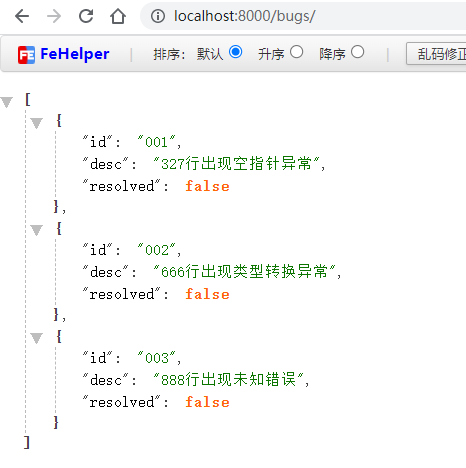 localhost:8000/bugs/
FE FeHelper | 排序: 默认 升序 降序 | 乱码修正
[
{
"id": "001",
"desc": "327行出现空指针异常",
"resolved": false
},
{
"id": "002",
"desc": "666行出现类型转换异常",
"resolved": false
},
{
"id": "003",
"desc": "888行出现未知错误",
"resolved": false
}
]